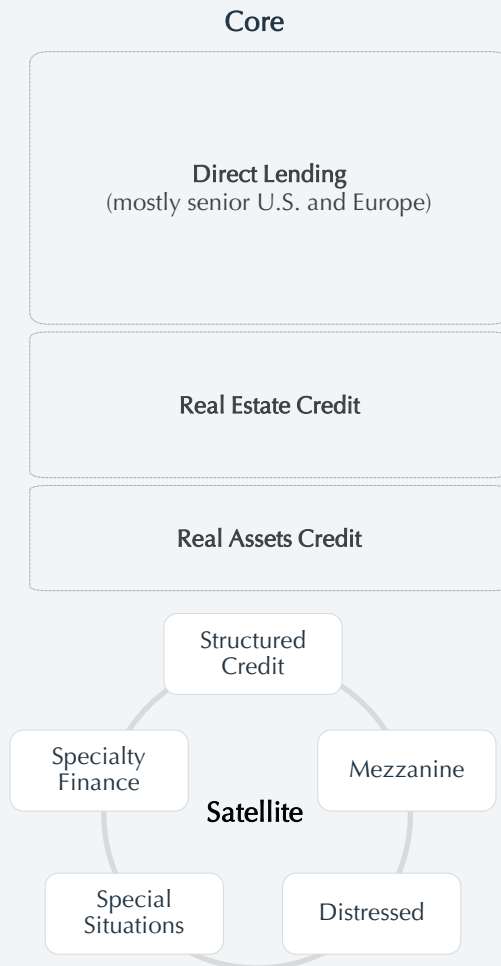 Core
Direct Lending
(mostly senior U.S. and Europe)
Real Estate Credit
Real Assets Credit
Structured
Credit
Specialty
Finance
Mezzanine
Satellite
Special
Situations
Distressed